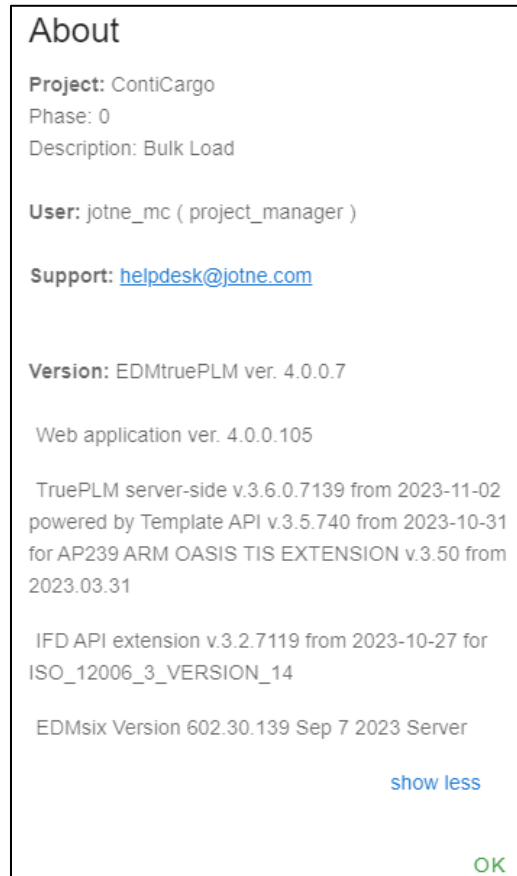 About
Project: ContiCargo
Phase: 0
Description: Bulk Load
User: jotne_mc ( project_manager )
Support: helpdesk@jotne.com
Version: EDMtruePLM ver. 4.0.0.7
Web application ver. 4.0.0.105
TruePLM server-side v.3.6.0.7139 from 2023-11-02
powered by Template API v.3.5.740 from 2023-10-31
for AP239 ARM OASIS TIS EXTENSION v.3.50 from
2023.03.31
IFD API extension v.3.2.7119 from 2023-10-27 for
ISO_12006_3_VERSION_14
EDMsix Version 602.30.139 Sep 7 2023 Server
show less
OK